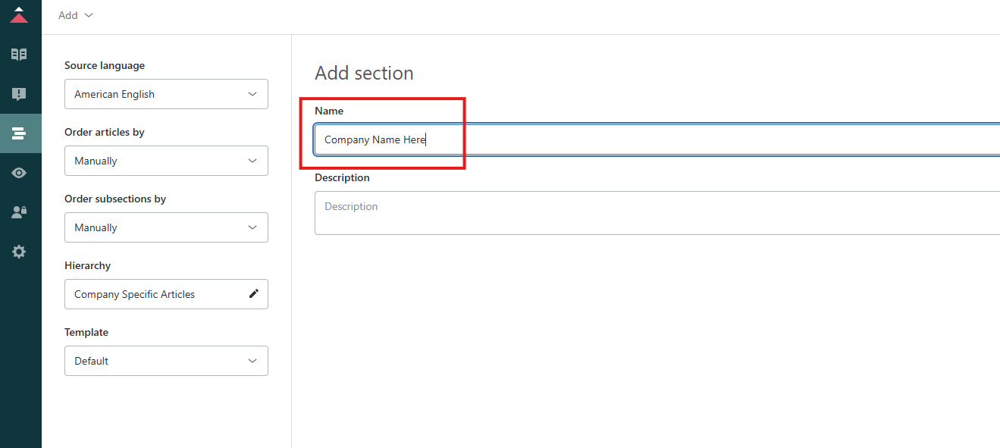 Add
Source language
American English
Order articles by
Manually
Order subsections by
Manually
Hierarchy
Company Specific Articles
Template
Default
Add section
Name
Company Name Here
Description
Description